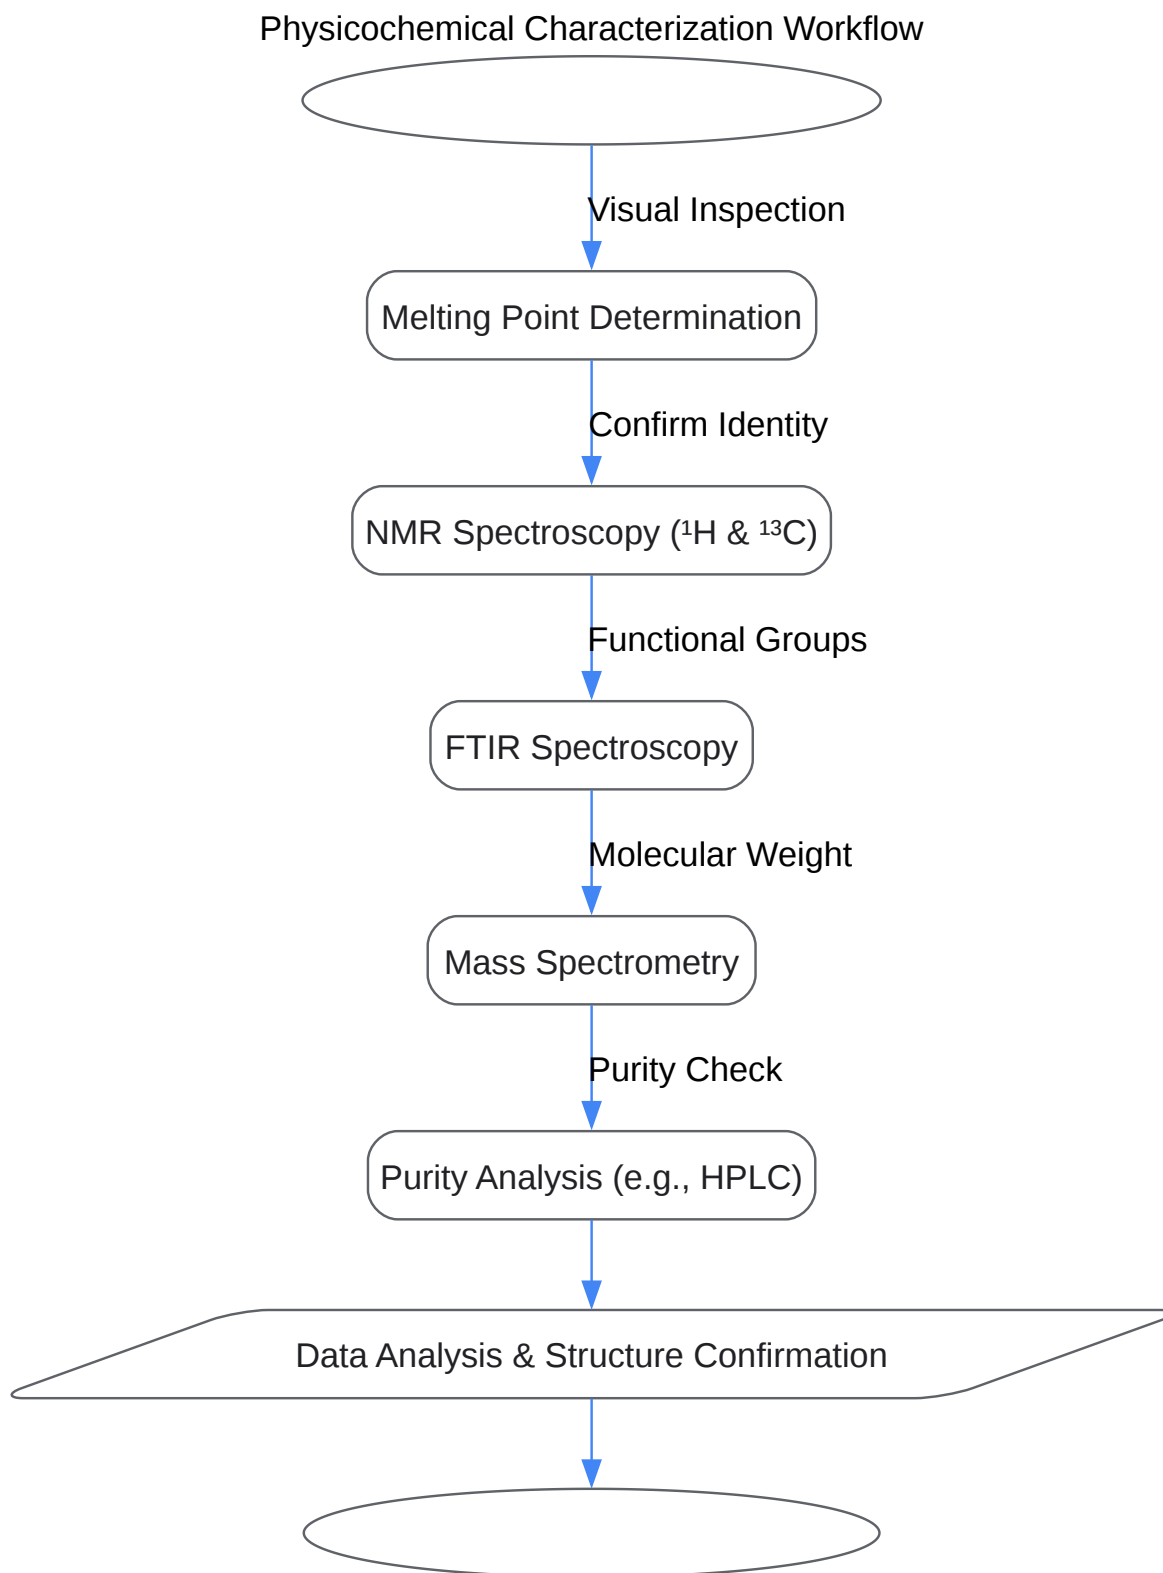 Physicochemical Characterization Workflow
Visual Inspection
Melting Point Determination
Confirm Identity
NMR Spectroscopy (¹H & ¹³C)
Functional Groups
FTIR Spectroscopy
Molecular Weight
Mass Spectrometry
Purity Check
Purity Analysis (e.g., HPLC)
Data Analysis & Structure Confirmation